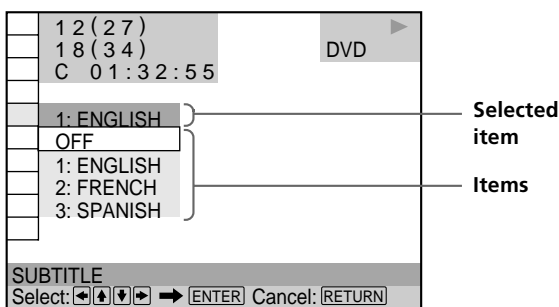 12(27)
18(34)
DVD
C 01:32:55
1: ENGLISH
Selected
item
OFF
1: ENGLISH
2: FRENCH
3: SPANISH
Items
SUBTITLE
Select: ←↑↓→ ➡ ENTER Cancel: RETURN